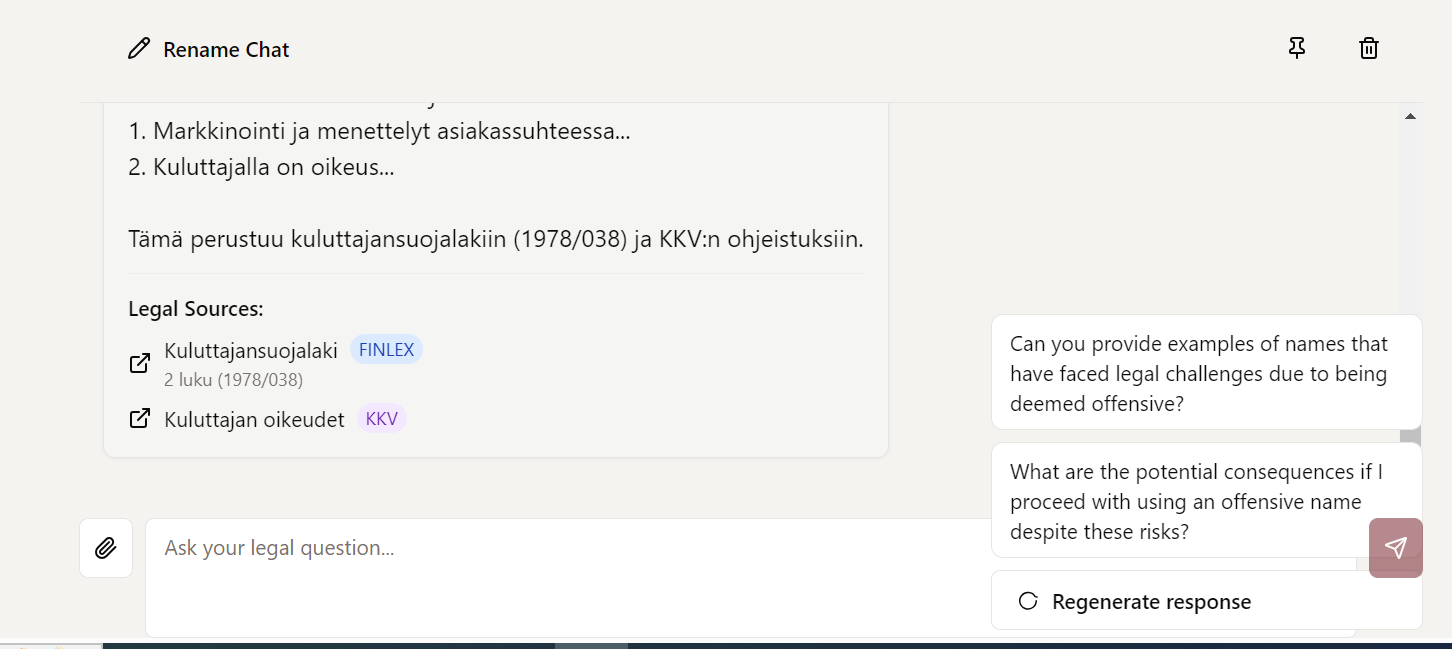 Rename Chat
1. Markkinointi ja menettelyt asiakassuhteessa...
2. Kuluttajalla on oikeus...
Tämä perustuu kuluttajansuojalakiin (1978/038) ja KKV:n ohjeistuksiin.
Legal Sources:
Kuluttajansuojalaki FINLEX
2 luku (1978/038)
Kuluttajan oikeudet KKV
Can you provide examples of names that
have faced legal challenges due to being
deemed offensive?
What are the potential consequences if I
proceed with using an offensive name
despite these risks?
Ask your legal question...
Regenerate response